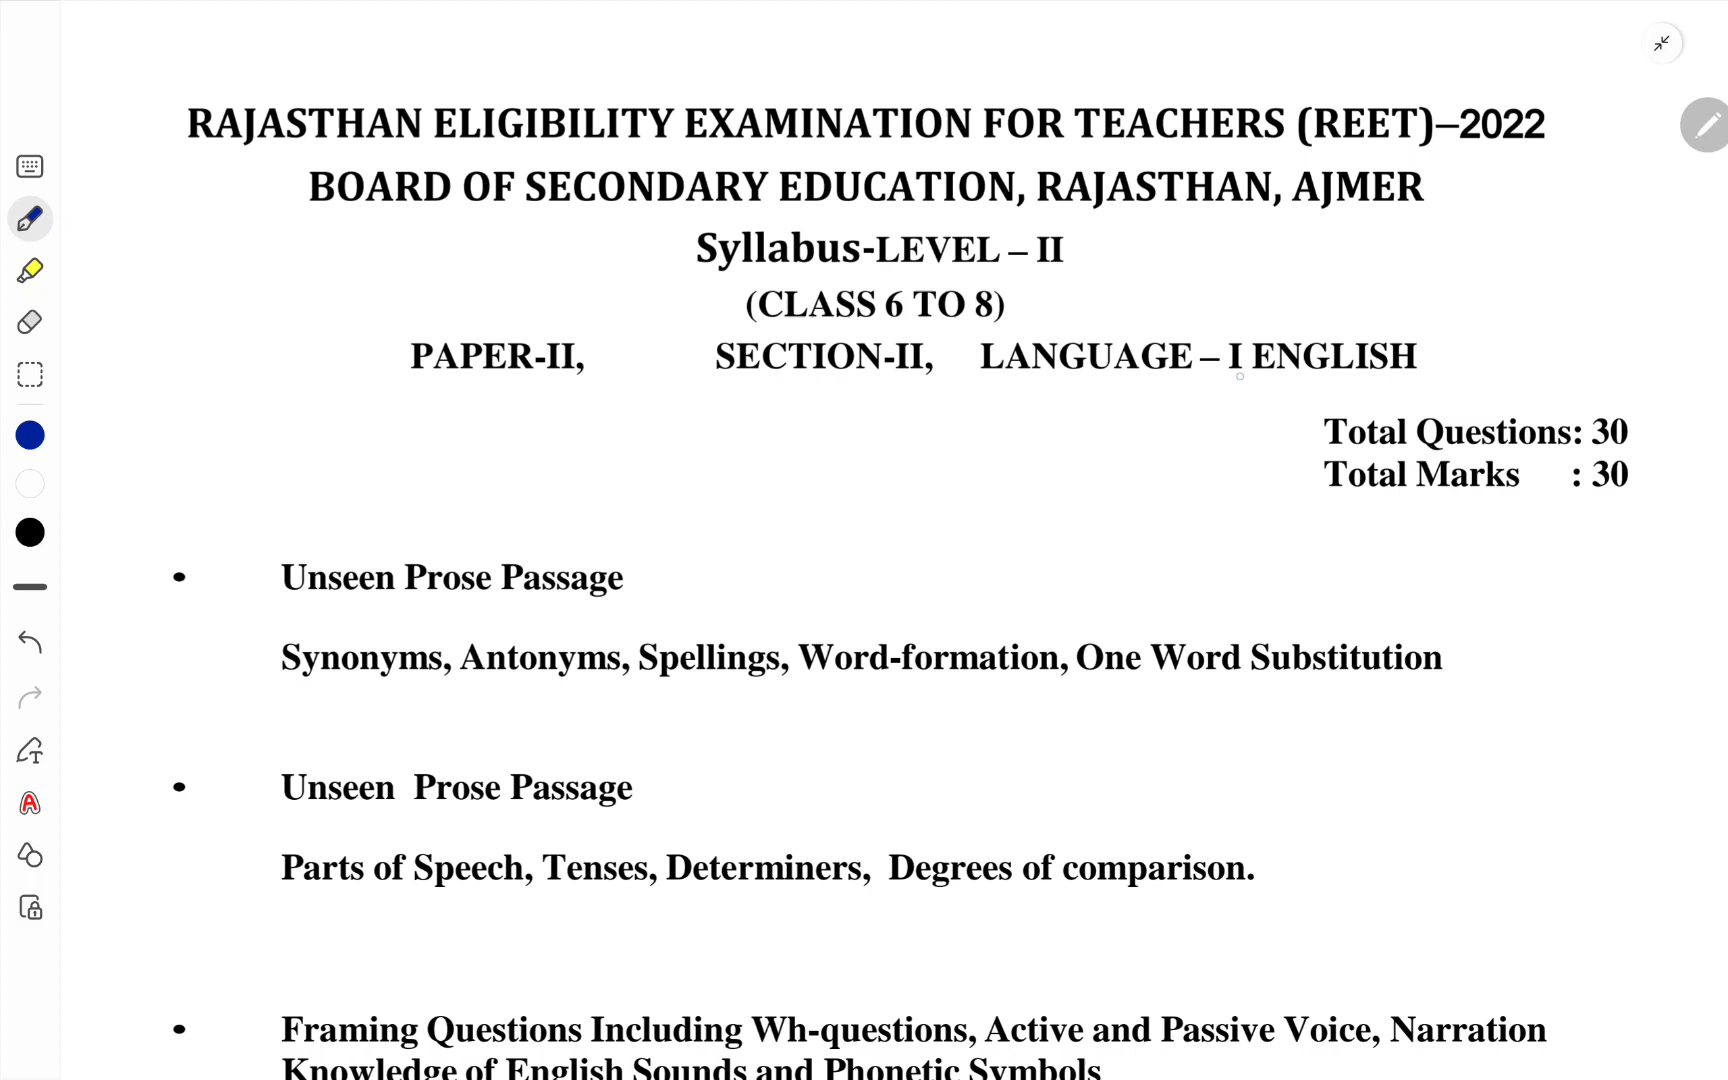 RAJASTHAN ELIGIBILITY EXAMINATION FOR TEACHERS (REET)–2022
BOARD OF SECONDARY EDUCATION, RAJASTHAN, AJMER
Syllabus-LEVEL – II
(CLASS 6 TO 8)
PAPER-II, SECTION-II, LANGUAGE – I ENGLISH
Total Questions: 30
Total Marks : 30
• Unseen Prose Passage
Synonyms, Antonyms, Spellings, Word-formation, One Word Substitution
• Unseen Prose Passage
Parts of Speech, Tenses, Determiners, Degrees of comparison.
• Framing Questions Including Wh-questions, Active and Passive Voice, Narration
Knowledge of English Sounds and Phonetic Symbols